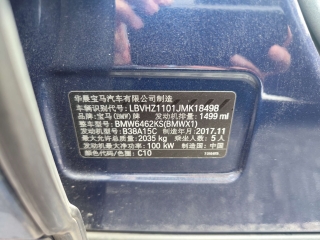 华晨宝马汽车有限公司制造
车辆识别代号: LBVHZ1101JMK18498
品牌: 宝马(BMW)牌 发动机排量: 1499 ml
整车型号: BMW6462KS(BMWX1)
发动机型号: B38A15C 制造年月: 2017.11
最大允许总质量: 2035 kg 乘坐人数: 5 人
发动机最大净功率: 100 kW 制造国: 中国
颜色代码/色圈: C10